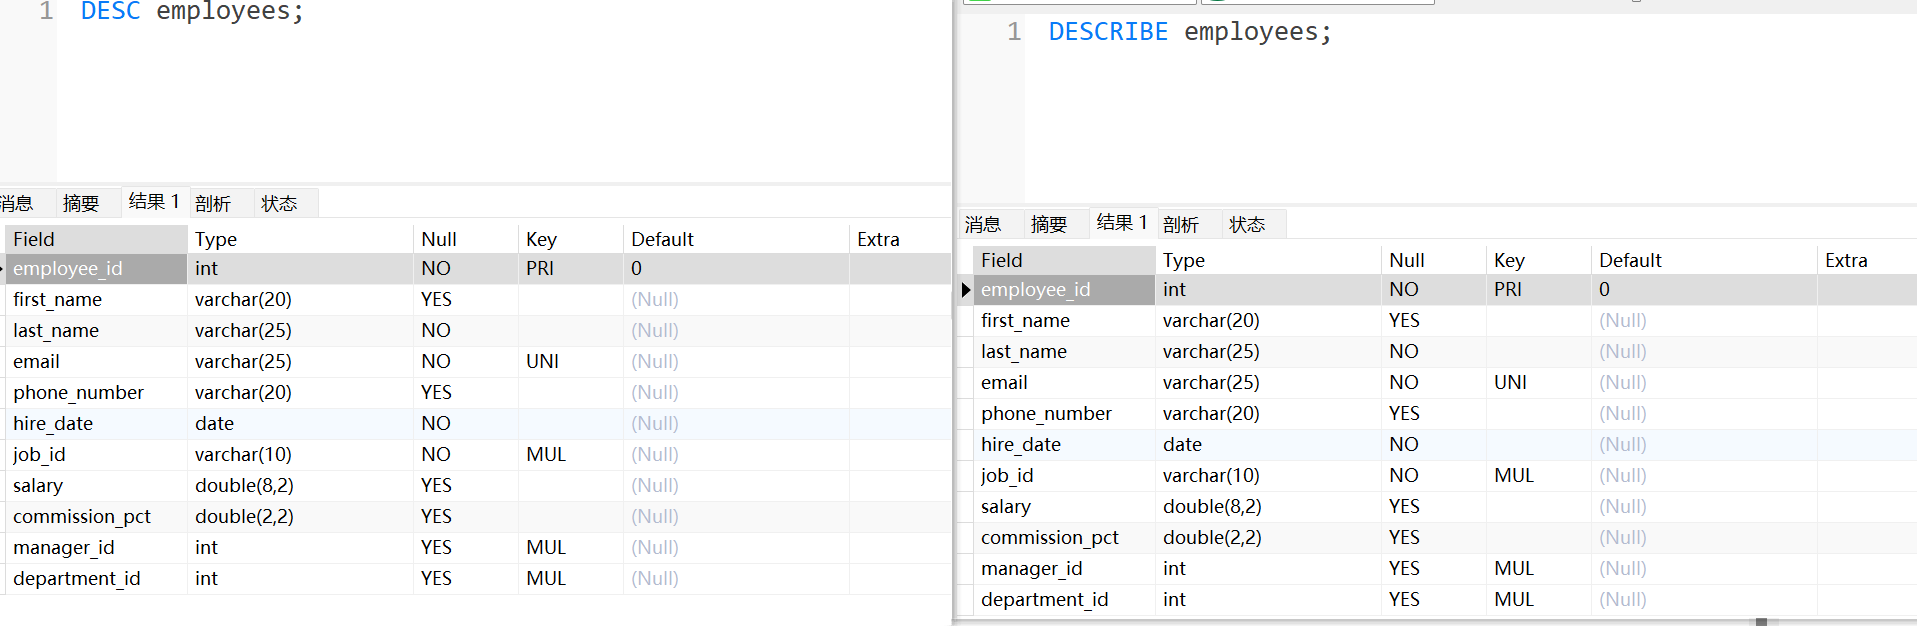 1 DESC employees;
消息 摘要 结果 1 剖析 状态
Field Type Null Key Default Extra
employee_id int NO PRI 0
first_name varchar(20) YES (Null)
last_name varchar(25) NO (Null)
email varchar(25) NO UNI (Null)
phone_number varchar(20) YES (Null)
hire_date date NO (Null)
job_id varchar(10) NO MUL (Null)
salary double(8,2) YES (Null)
commission_pct double(2,2) YES (Null)
manager_id int YES MUL (Null)
department_id int YES MUL (Null)
1 DESCRIBE employees;
消息 摘要 结果 1 剖析 状态
Field Type Null Key Default Extra
employee_id int NO PRI 0
first_name varchar(20) YES (Null)
last_name varchar(25) NO (Null)
email varchar(25) NO UNI (Null)
phone_number varchar(20) YES (Null)
hire_date date NO (Null)
job_id varchar(10) NO MUL (Null)
salary double(8,2) YES (Null)
commission_pct double(2,2) YES (Null)
manager_id int YES MUL (Null)
department_id int YES MUL (Null)